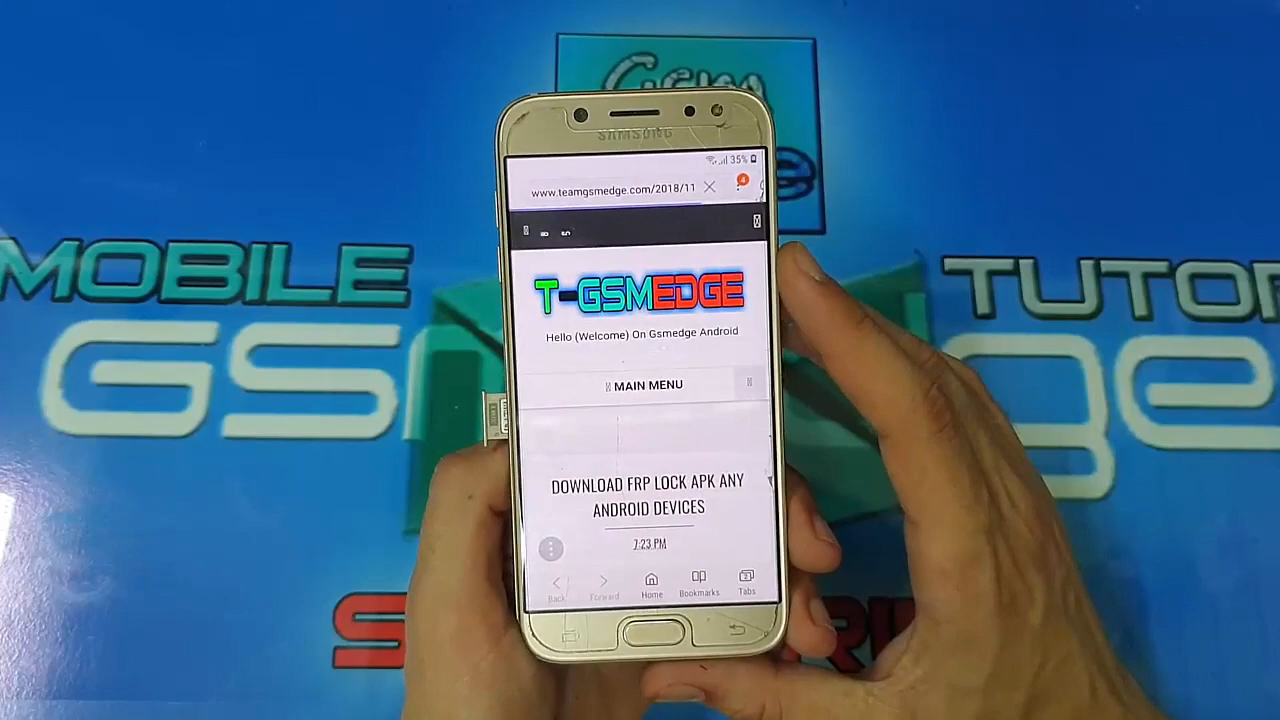 Gsm
SAMSUNG
35%
www.teamgsmedge.com/2018/11
4
T-GSMEDGE
Hello (Welcome) On Gsmedge Android
MAIN MENU
DOWNLOAD FRP LOCK APK ANY
ANDROID DEVICES
7:23 PM
Back
Forward
Home
Bookmarks
Tabs
MOBILE
TUTOR